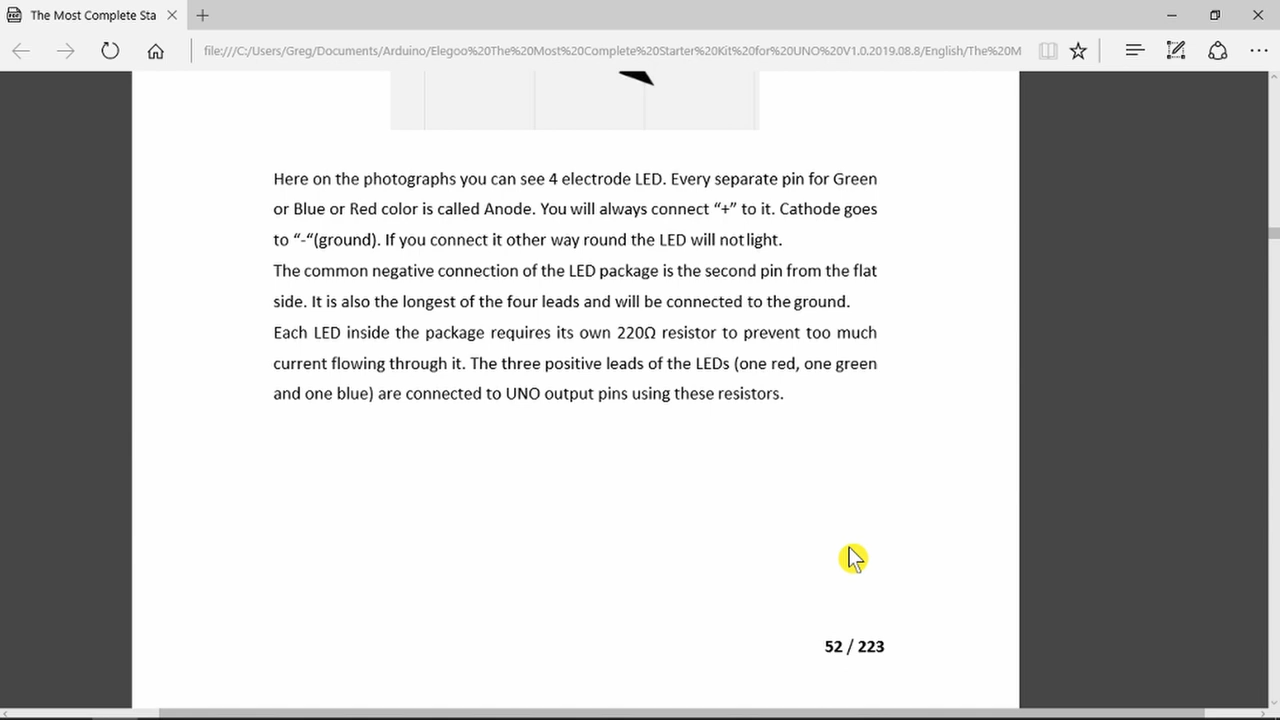 The Most Complete Sta
file:///C:/Users/Greg/Documents/Arduino/Elegoo%20The%20Most%20Complete%20Starter%20Kit%20for%20UNO%20V1.0.2019.08.8/English/The%20M
Here on the photographs you can see 4 electrode LED. Every separate pin for Green
or Blue or Red color is called Anode. You will always connect “+” to it. Cathode goes
to “-“(ground). If you connect it other way round the LED will not light.
The common negative connection of the LED package is the second pin from the flat
side. It is also the longest of the four leads and will be connected to the ground.
Each LED inside the package requires its own 220Ω resistor to prevent too much
current flowing through it. The three positive leads of the LEDs (one red, one green
and one blue) are connected to UNO output pins using these resistors.
52 / 223